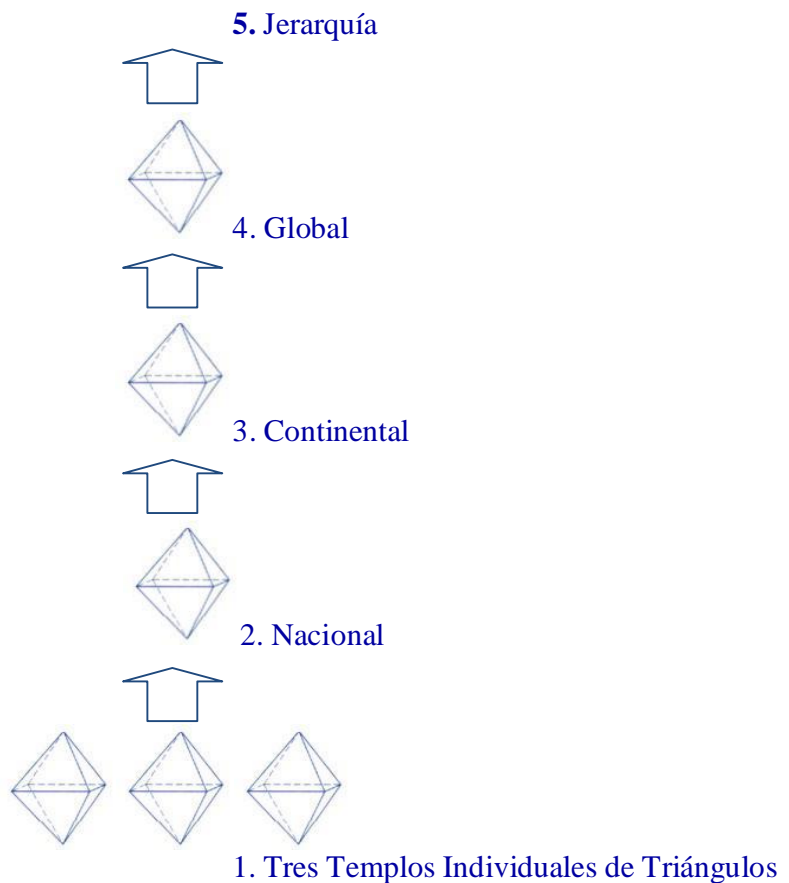 5. Jerarquía
4. Global
3. Continental
2. Nacional
1. Tres Templos Individuales de Triángulos